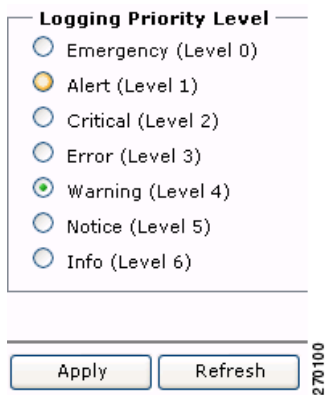 Logging Priority Level
Emergency (Level 0)
Alert (Level 1)
Critical (Level 2)
Error (Level 3)
Warning (Level 4)
Notice (Level 5)
Info (Level 6)
Apply Refresh
270100